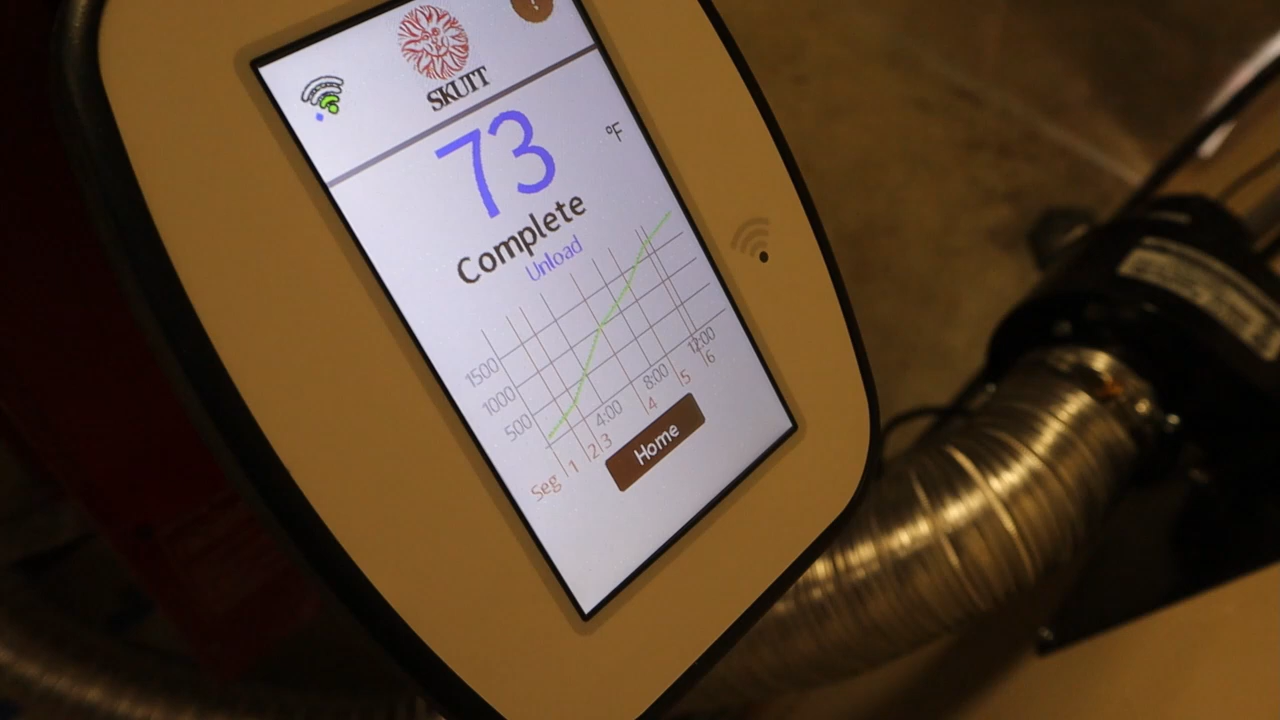 SKUTT
73 °F
Complete
Unload
1500
1000
500
4:00 8:00 12:00
Seg 1 2 3 4 5 6
Home